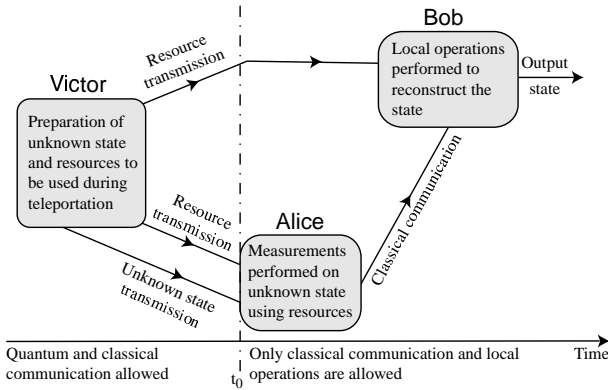 Bob
Resource
transmission
Local operations
performed to
reconstruct the
state
Output
state
Victor
Preparation of
unknown state
and resources to
be used during
teleportation
Resource
transmission
Alice
Measurements
performed on
unknown state
using resources
Classical communication
Unknown state
transmission
Time
Quantum and classical
communication allowed
t0
Only classical communication and local
operations are allowed